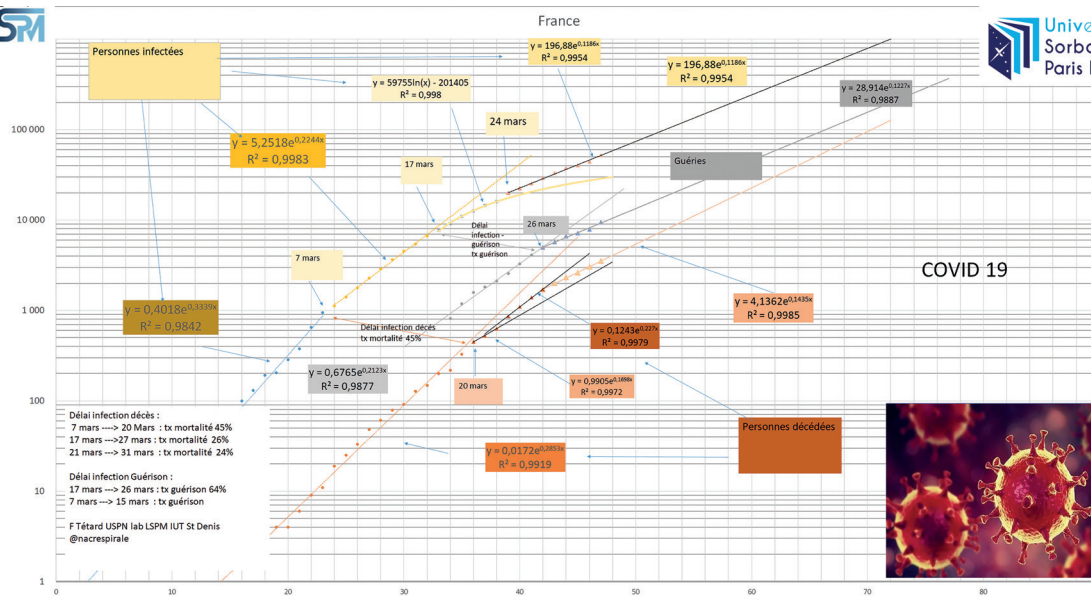 SPM
France
Univ
Sorbo
Paris
Personnes infectées
y = 196,88e^0,1186x
R² = 0,9954
y = 196,88e^0,1186x
R² = 0,9954
y = 59755ln(x) - 201405
R² = 0,998
y = 28,914e^0,1227x
R² = 0,9887
24 mars
100 000
y = 5,2518e^0,2244x
R² = 0,9983
17 mars
Guéries
10 000
Délai
infection -
guérison
tx guérison
26 mars
7 mars
COVID 19
y = 0,4018e^0,3339x
R² = 0,9842
1 000
y = 4,1362e^0,1435x
R² = 0,9985
Délai infection décès
tx mortalité 45%
y = 0,1243e^0,237x
R² = 0,9979
y = 0,6765e^0,2123x
R² = 0,9877
20 mars
y = 0,9905e^0,1698x
R² = 0,9972
100
Délai infection décès :
7 mars ----> 20 Mars : tx mortalité 45%
17 mars --->27 mars : tx mortalité 26%
21 mars ---> 31 mars : tx mortalité 24%
Personnes décédées
y = 0,0172e^0,2853x
R² = 0,9919
Délai infection Guérison :
17 mars ---> 26 mars : tx guérison 64%
7 mars ---> 15 mars : tx guérison
10
F Tétard USPN lab LSPM IUT St Denis
@nacrespirale
1
0 10 20 30 40 50 60 70 80